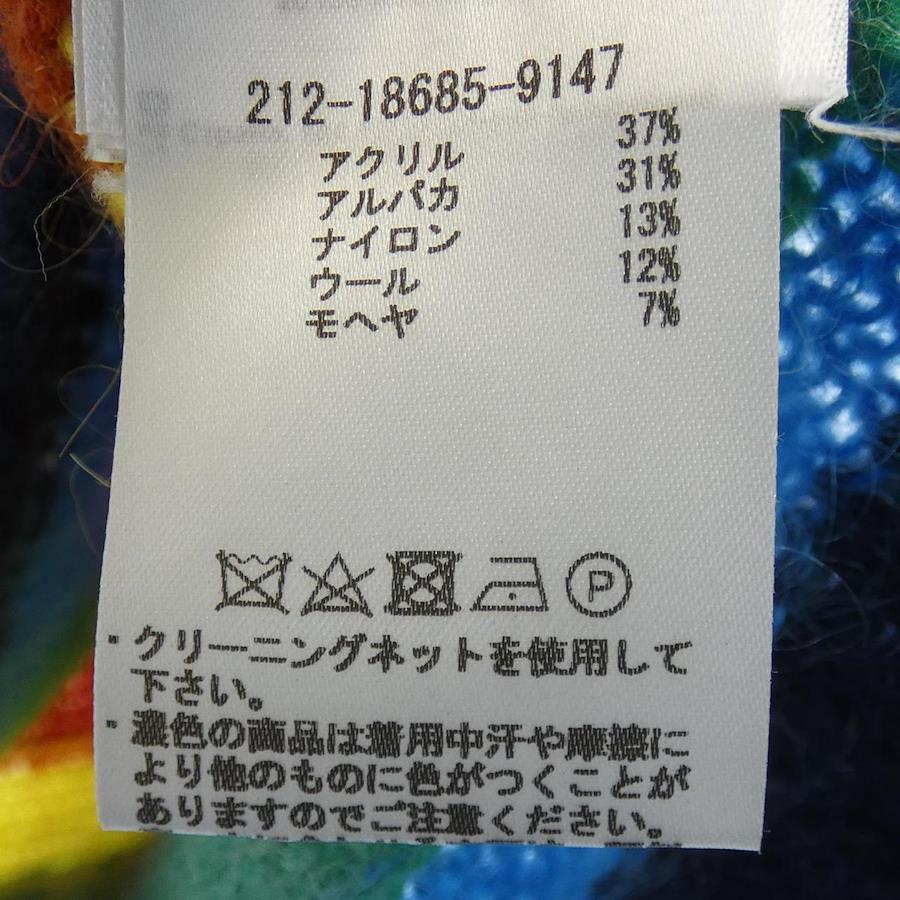 212-18685-9147
アクリル 37%
アルパカ 31%
ナイロン 13%
ウール 12%
モヘヤ 7%
P
・クリーニングネットを使用して
下さい。
・濃色の商品は着用中汗や摩擦に
より他のものに色がつくことが
ありますのでご注意ください。